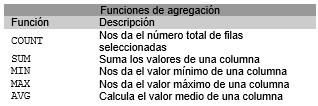 Funciones de agregación
Función Descripción
COUNT Nos da el número total de filas
seleccionadas
SUM Suma los valores de una columna
MIN Nos da el valor mínimo de una columna
MAX Nos da el valor máximo de una columna
AVG Calcula el valor medio de una columna